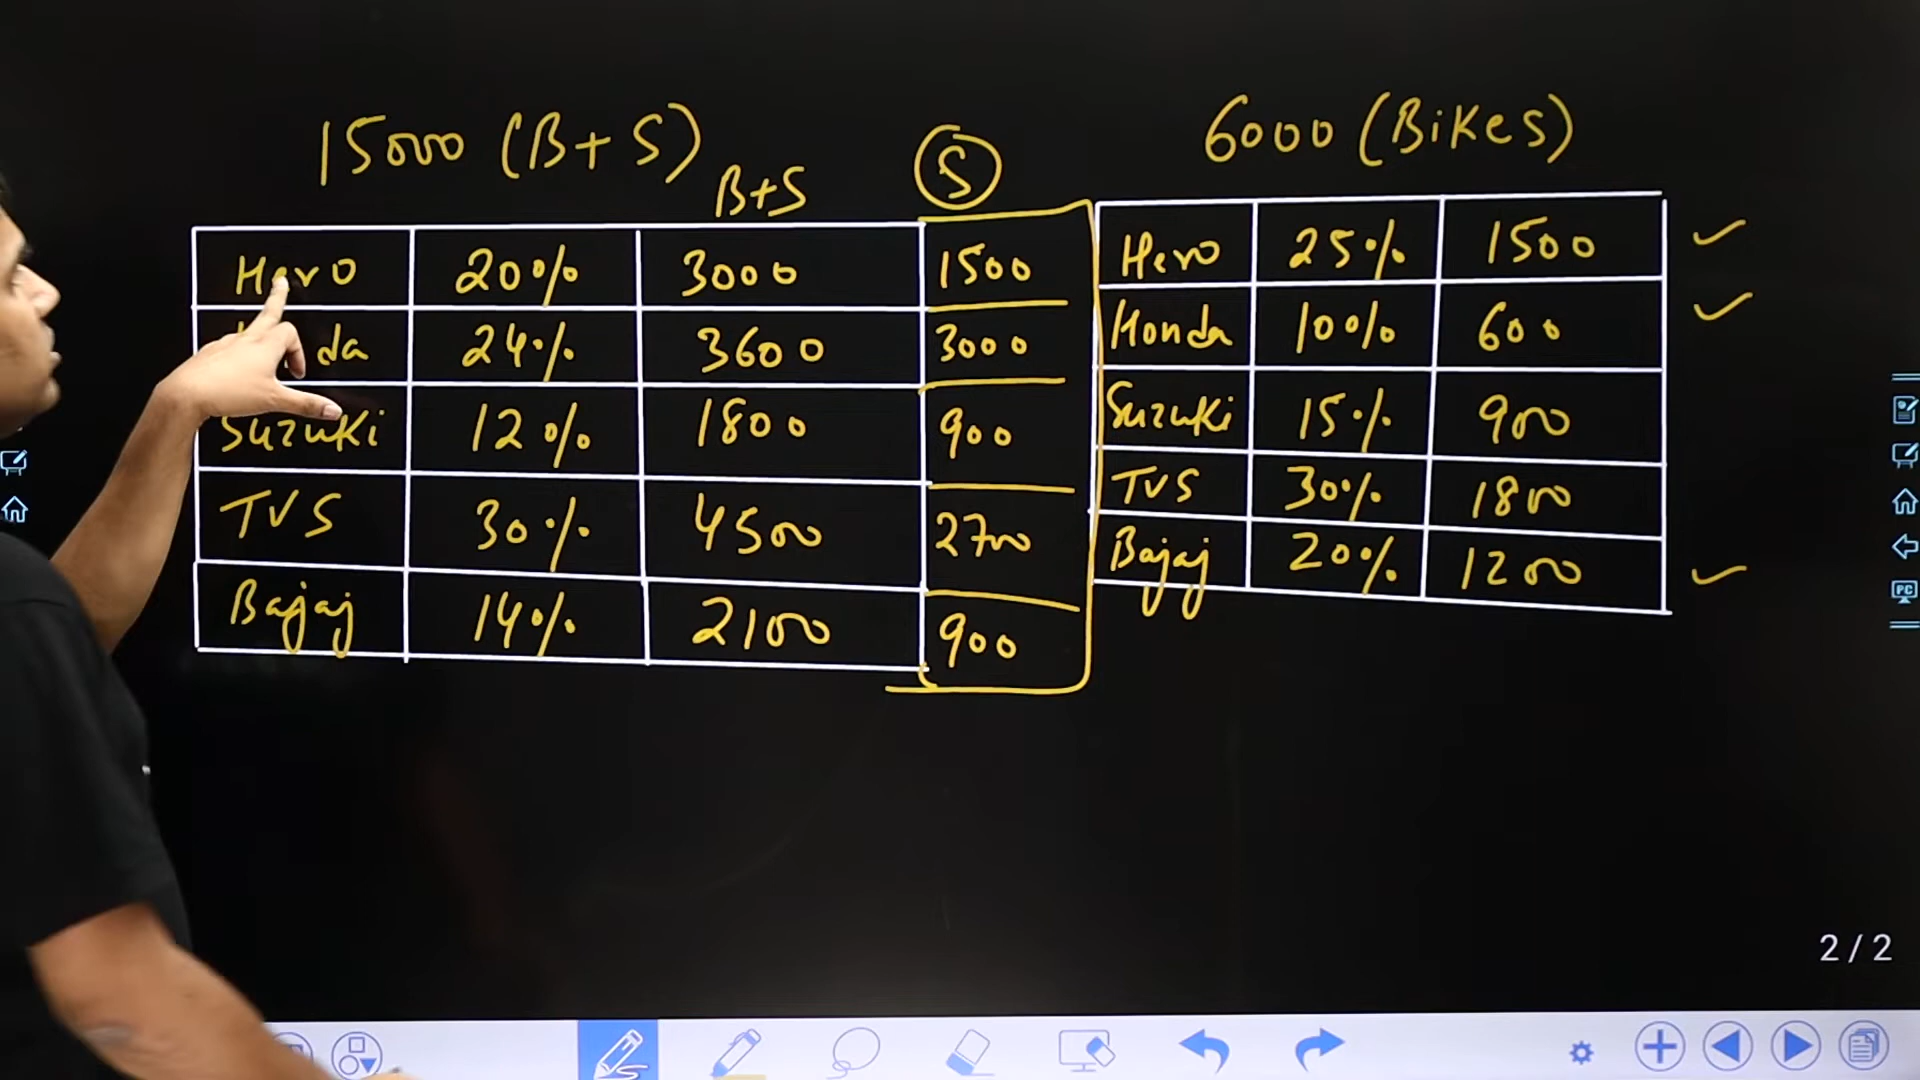 15000 (B+S)
B+S
S
6000 (Bikes)
Hero 20% 3000 1500
da 24% 3600 3000
Suzuki 12% 1800 900
TVS 30% 4500 2700
Bajaj 14% 2100 900
Hero 25% 1500
Honda 10% 600
Suzuki 15% 900
TVS 30% 1800
Bajaj 20% 1200
PC
2/2